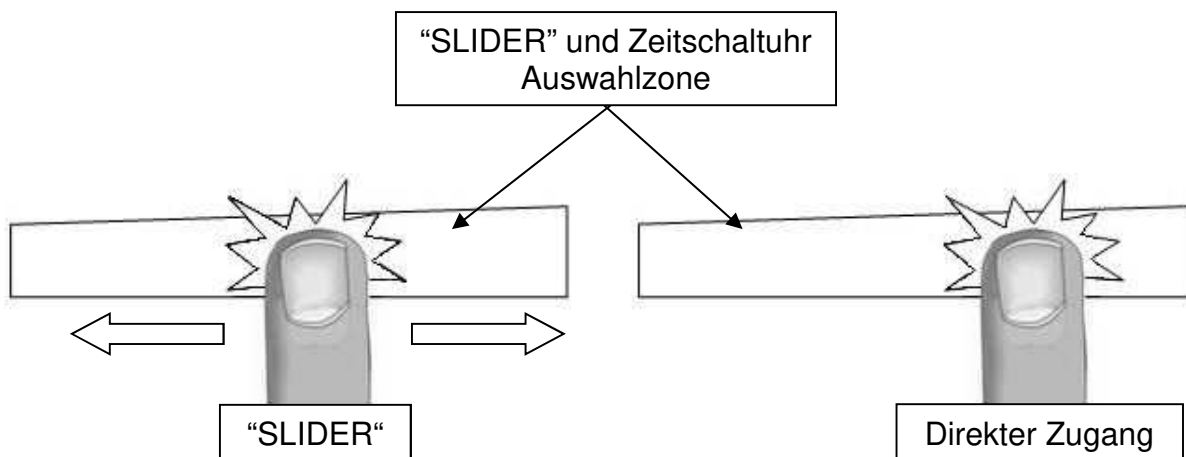 “SLIDER” und Zeitschaltuhr
Auswahlzone
“SLIDER“
Direkter Zugang